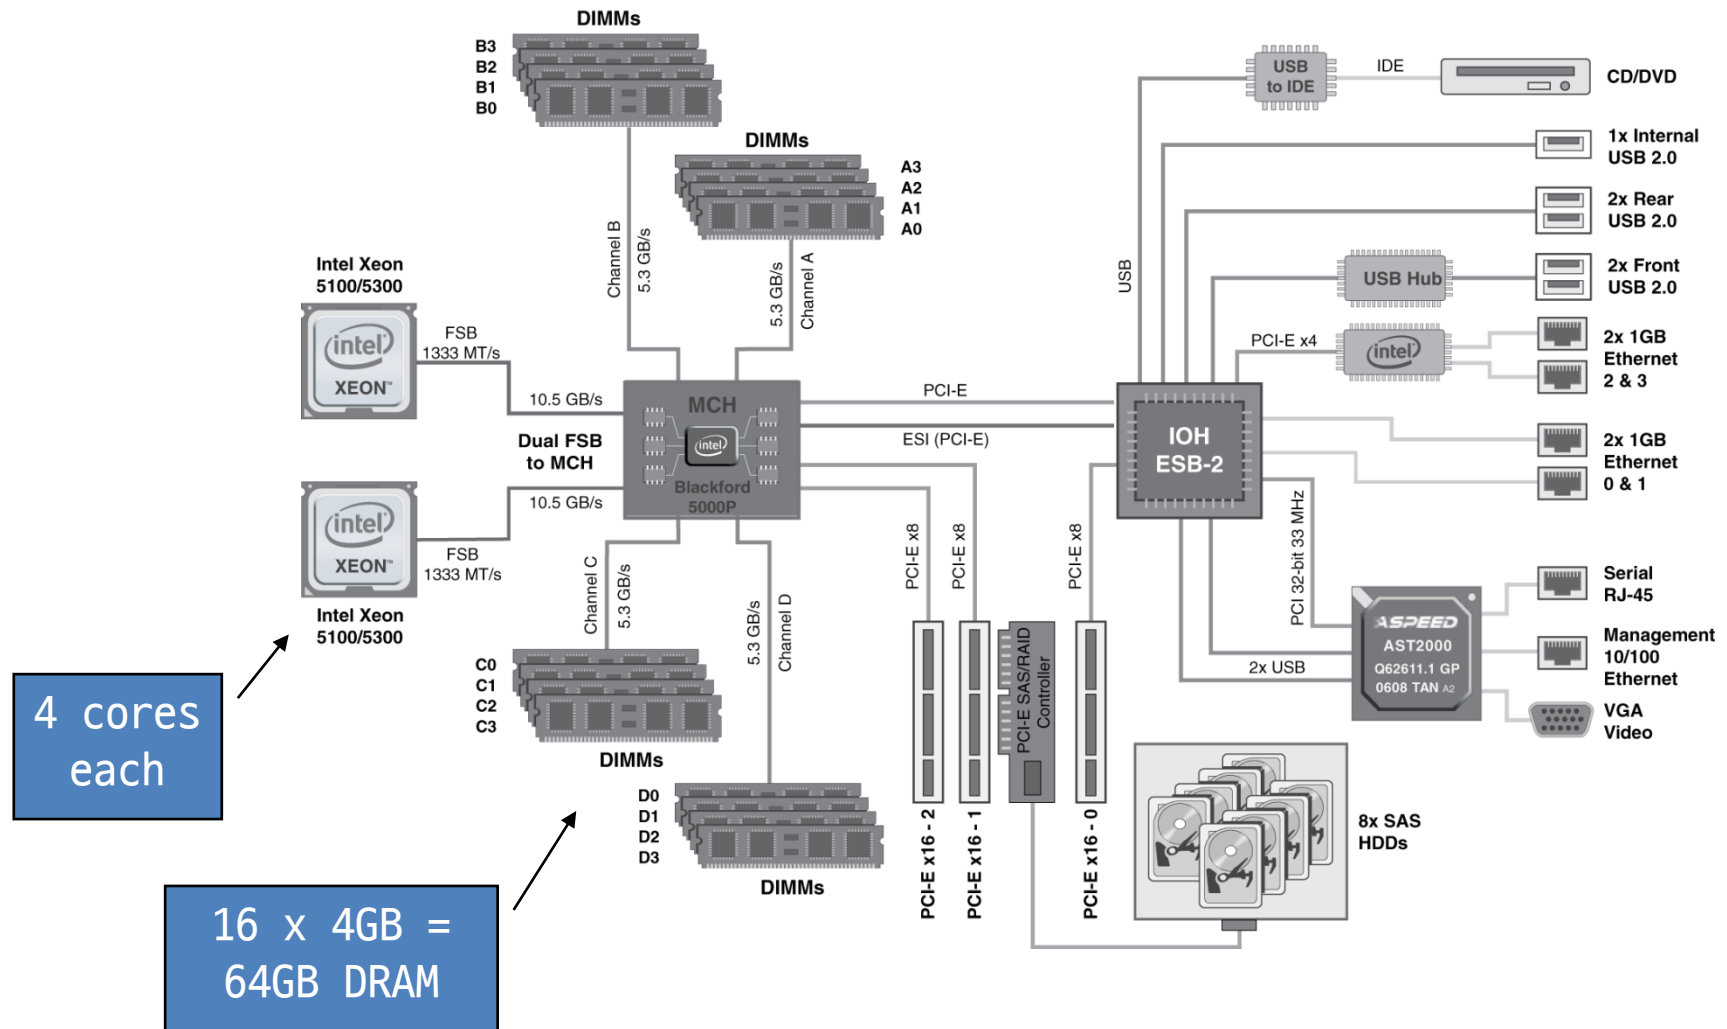 DIMMs
B3
B2
B1
B0
DIMMs
A3
A2
A1
A0
Channel B
5.3 GB/s
5.3 GB/s
Channel A
Intel Xeon
5100/5300
intel
XEON™
FSB
1333 MT/s
10.5 GB/s
Dual FSB
to MCH
10.5 GB/s
intel
XEON™
FSB
1333 MT/s
Intel Xeon
5100/5300
MCH
intel
Blackford
5000P
PCI-E
ESI (PCI-E)
Channel C
5.3 GB/s
5.3 GB/s
Channel D
C0
C1
C2
C3
DIMMs
D0
D1
D2
D3
DIMMs
4 cores
each
16 x 4GB =
64GB DRAM
PCI-E x8
PCI-E x8
PCI-E x8
PCI-E x16 - 2
PCI-E x16 - 1
PCI-E SAS/RAID
Controller
PCI-E x16 - 0
USB
USB
to IDE
IDE
CD/DVD
1x Internal
USB 2.0
2x Rear
USB 2.0
USB Hub
2x Front
USB 2.0
PCI-E x4
intel
2x 1GB
Ethernet
2 & 3
IOH
ESB-2
2x 1GB
Ethernet
0 & 1
PCI 32-bit 33 MHz
2x USB
ASPEED
AST2000
Q62611.1 GP
0608 TAN A2
Serial
RJ-45
Management
10/100
Ethernet
VGA
Video
8x SAS
HDDs